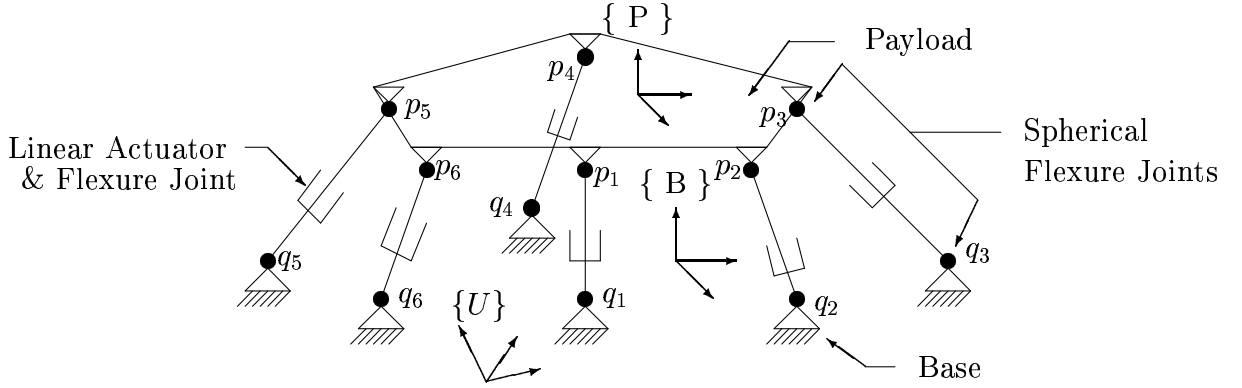 { P }
Payload
p4
p5
p3
Linear Actuator
& Flexure Joint
Spherical
Flexure Joints
p6
p1
p2
{ B }
q4
q5
q3
q6
q1
q2
{U}
Base